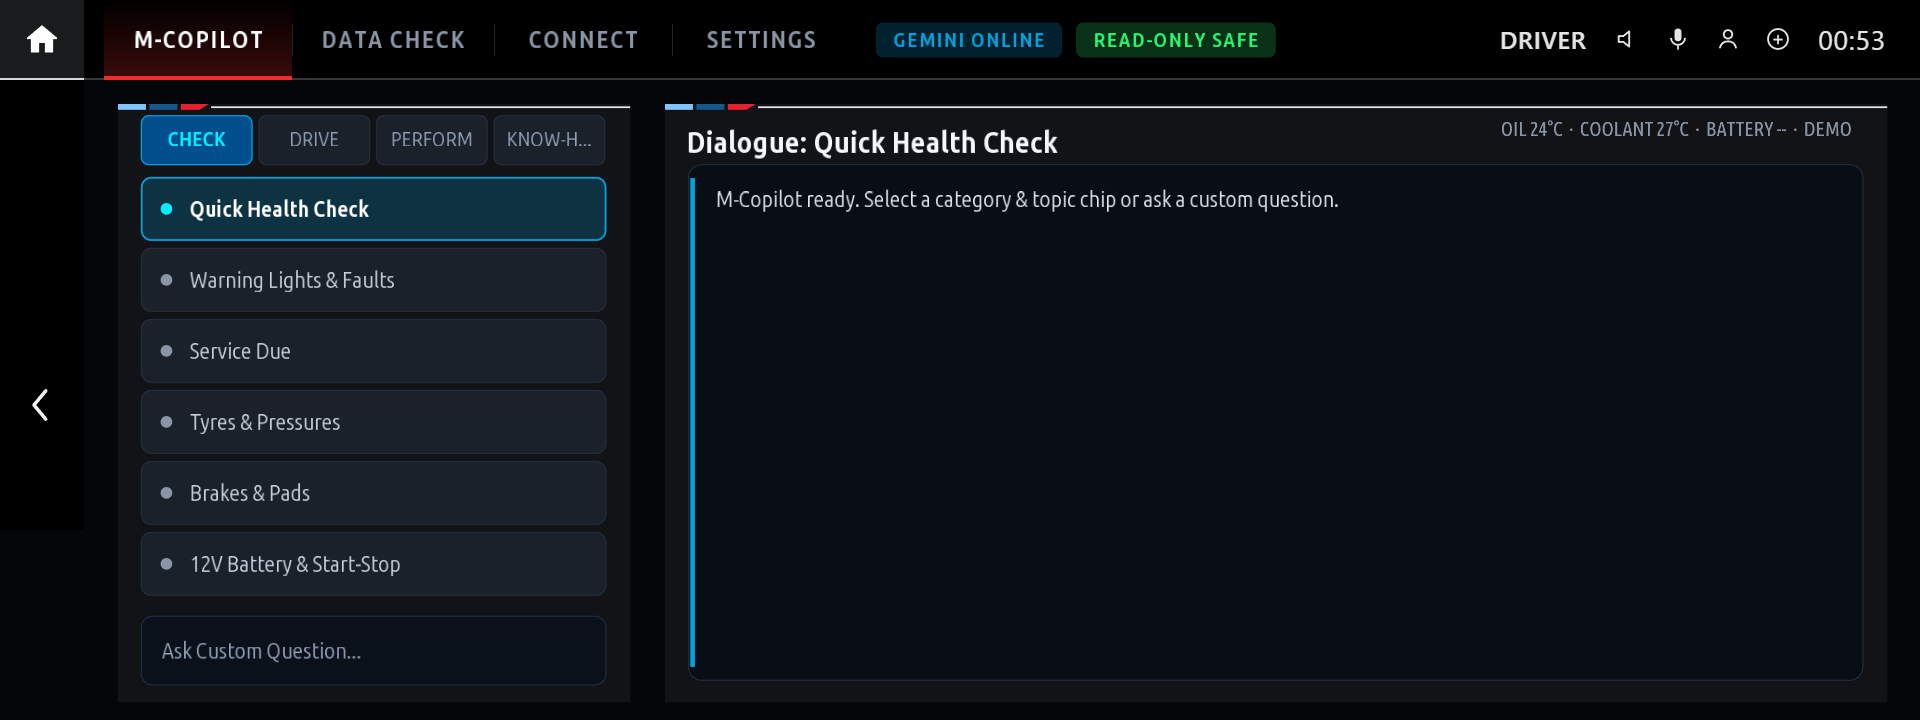 M-COPILOT DATA CHECK CONNECT SETTINGS GEMINI ONLINE READ-ONLY SAFE DRIVER 00:53
CHECK DRIVE PERFORM KNOW-H...
Quick Health Check
Warning Lights & Faults
Service Due
Tyres & Pressures
Brakes & Pads
12V Battery & Start-Stop
Ask Custom Question...
OIL 24°C · COOLANT 27°C · BATTERY -- · DEMO
Dialogue: Quick Health Check
M-Copilot ready. Select a category & topic chip or ask a custom question.